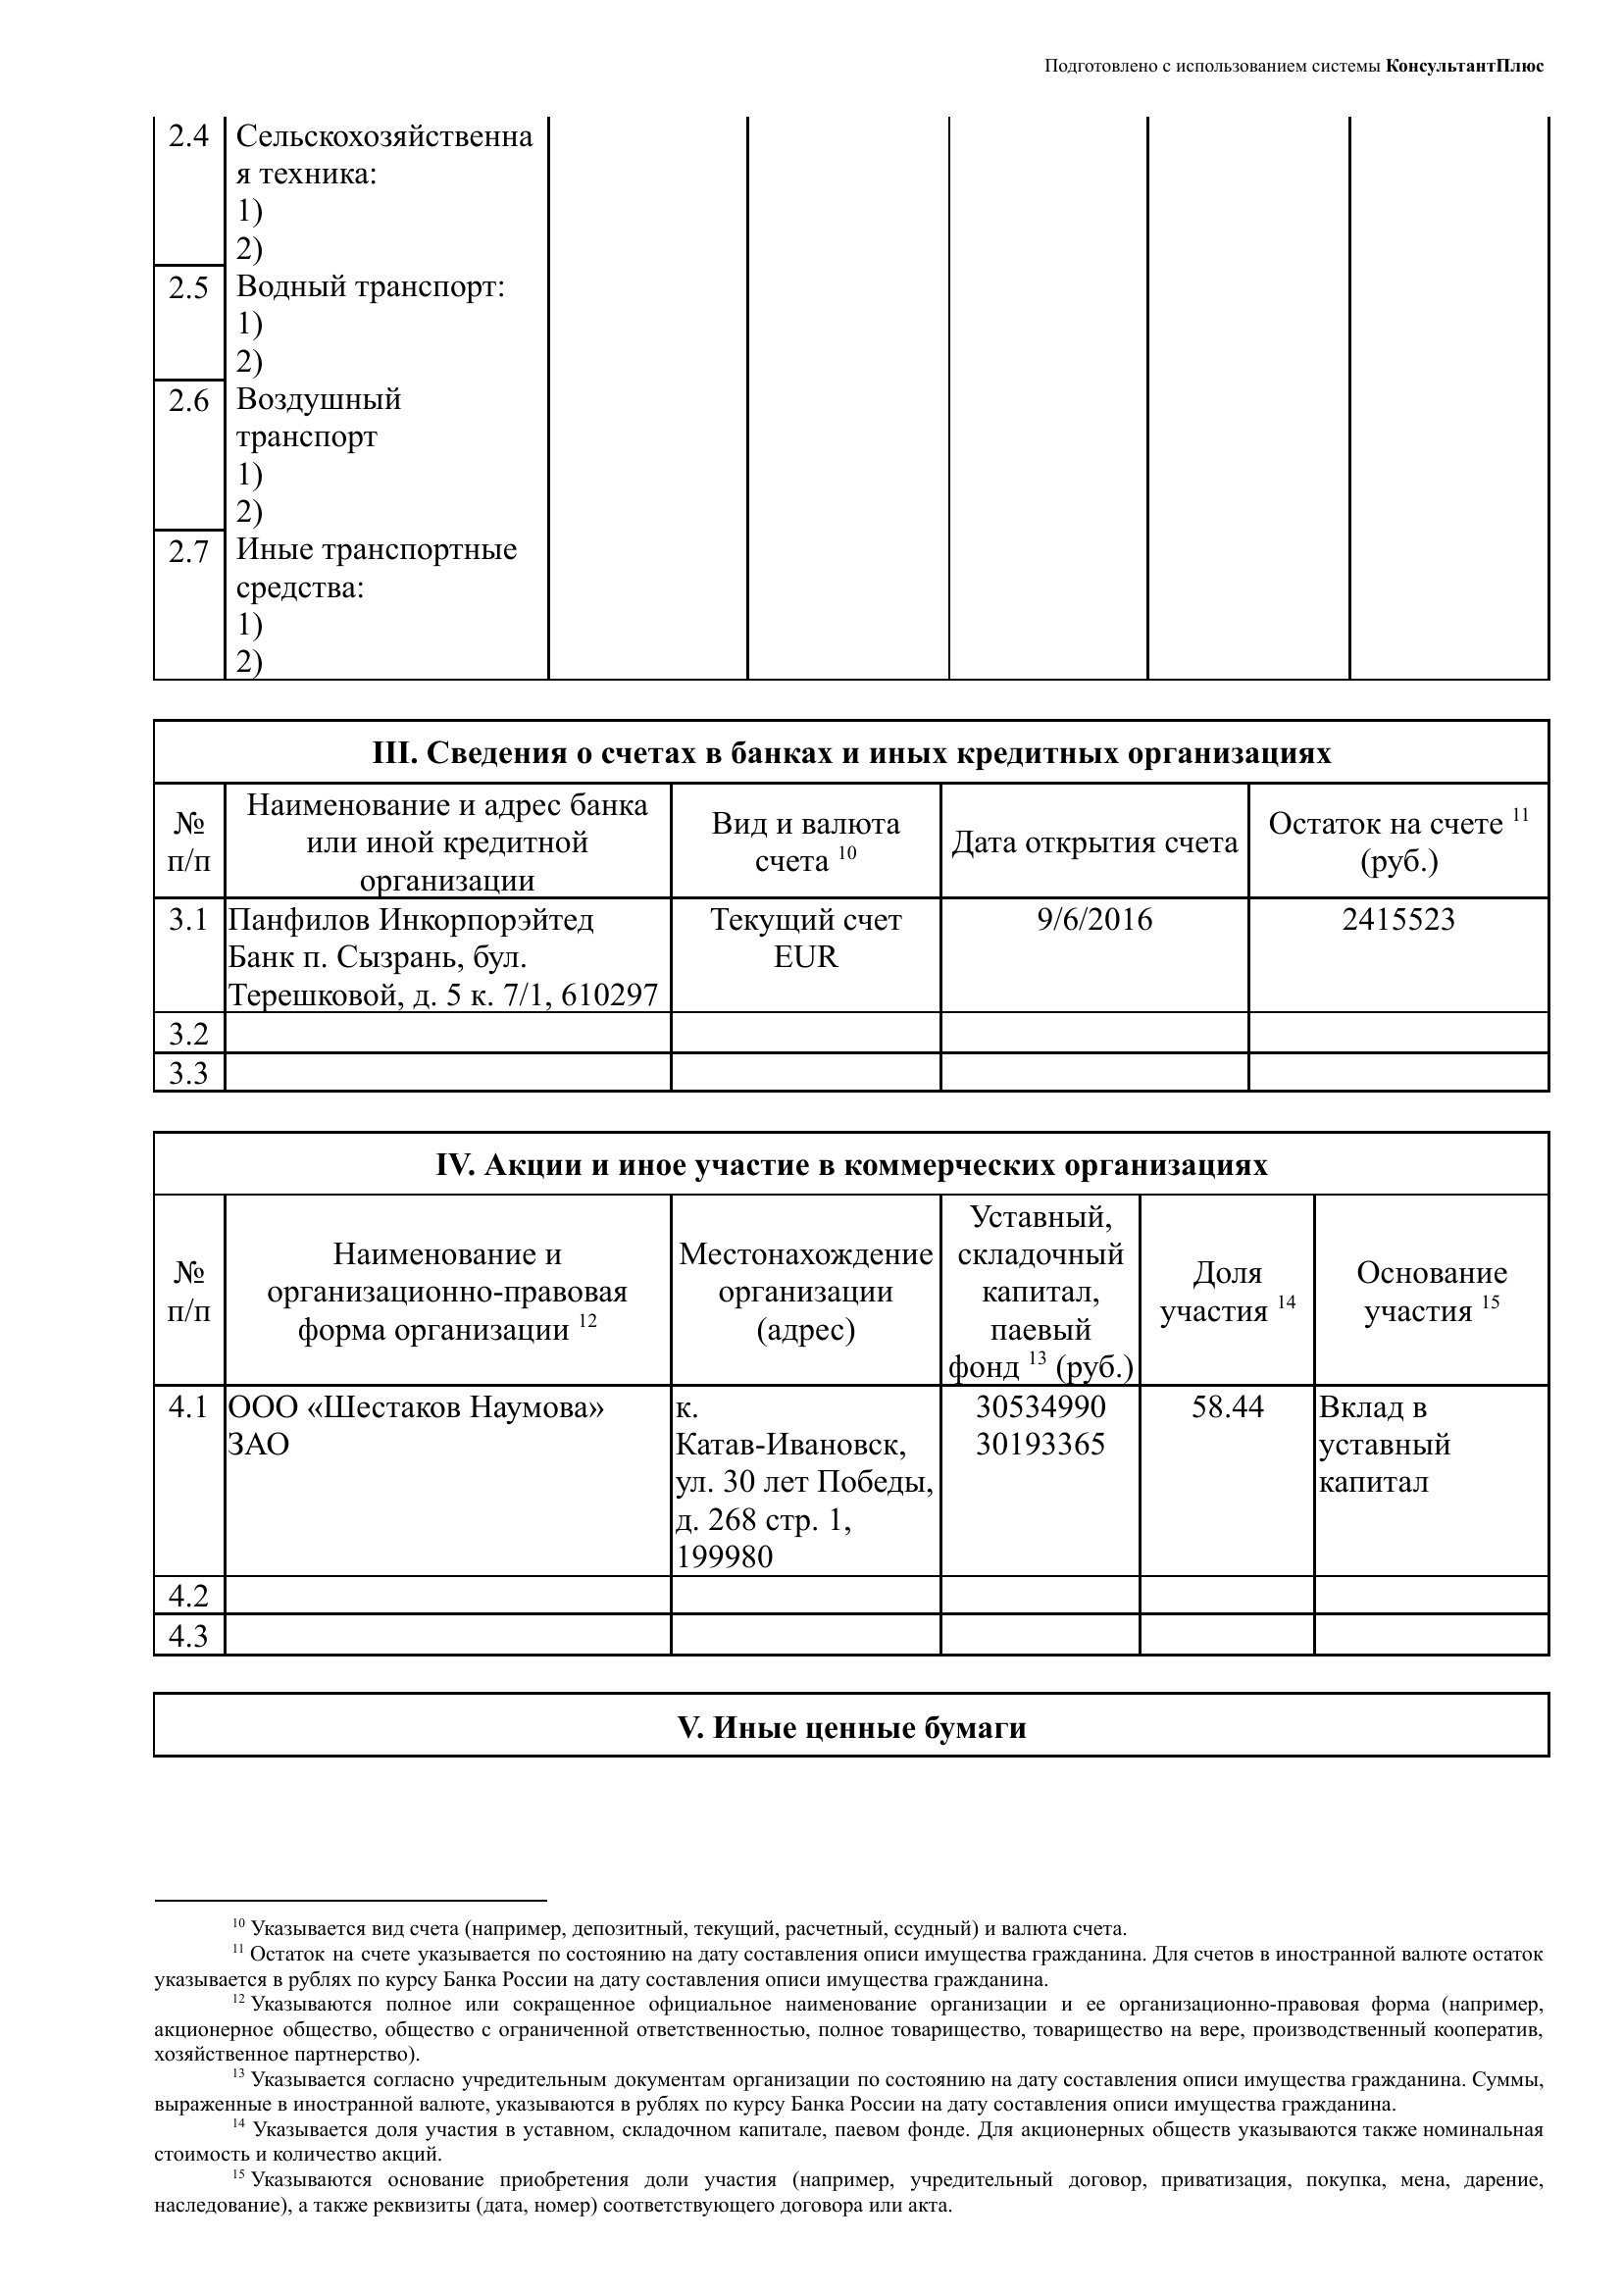 Подготовлено с использованием системы КонсультантПлюс
2.4 Сельскохозяйственна
я техника:
1)
2)
2.5 Водный транспорт:
1)
2)
2.6 Воздушный
транспорт
1)
2)
2.7 Иные транспортные
средства:
1)
2)
III. Сведения о счетах в банках и иных кредитных организациях
№
п/п
Наименование и адрес банка
или иной кредитной
организации
Вид и валюта
счета 10
Дата открытия счета
Остаток на счете 11
(руб.)
3.1
Панфилов Инкорпорэйтед
Банк п. Сызрань, бул.
Терешковой, д. 5 к. 7/1, 610297
Текущий счет
EUR
9/6/2016
2415523
3.2
3.3
IV. Акции и иное участие в коммерческих организациях
№
п/п
Наименование и
организационно-правовая
форма организации 12
Местонахождение
организации
(адрес)
Уставный,
складочный
капитал,
паевый
фонд 13 (руб.)
Доля
участия 14
Основание
участия 15
4.1
ООО «Шестаков Наумова»
ЗАО
к.
Катав-Ивановск,
ул. 30 лет Победы,
д. 268 стр. 1,
199980
30534990
30193365
58.44
Вклад в
уставный
капитал
4.2
4.3
V. Иные ценные бумаги
10 Указывается вид счета (например, депозитный, текущий, расчетный, ссудный) и валюта счета.
11 Остаток на счете указывается по состоянию на дату составления описи имущества гражданина. Для счетов в иностранной валюте остаток
указывается в рублях по курсу Банка России на дату составления описи имущества гражданина.
12 Указываются полное или сокращенное официальное наименование организации и ее организационно-правовая форма (например,
акционерное общество, общество с ограниченной ответственностью, полное товарищество, товарищество на вере, производственный кооператив,
хозяйственное партнерство).
13 Указывается согласно учредительным документам организации по состоянию на дату составления описи имущества гражданина. Суммы,
выраженные в иностранной валюте, указываются в рублях по курсу Банка России на дату составления описи имущества гражданина.
14 Указывается доля участия в уставном, складочном капитале, паевом фонде. Для акционерных обществ указываются также номинальная
стоимость и количество акций.
15 Указываются основание приобретения доли участия (например, учредительный договор, приватизация, покупка, мена, дарение,
наследование), а также реквизиты (дата, номер) соответствующего договора или акта.